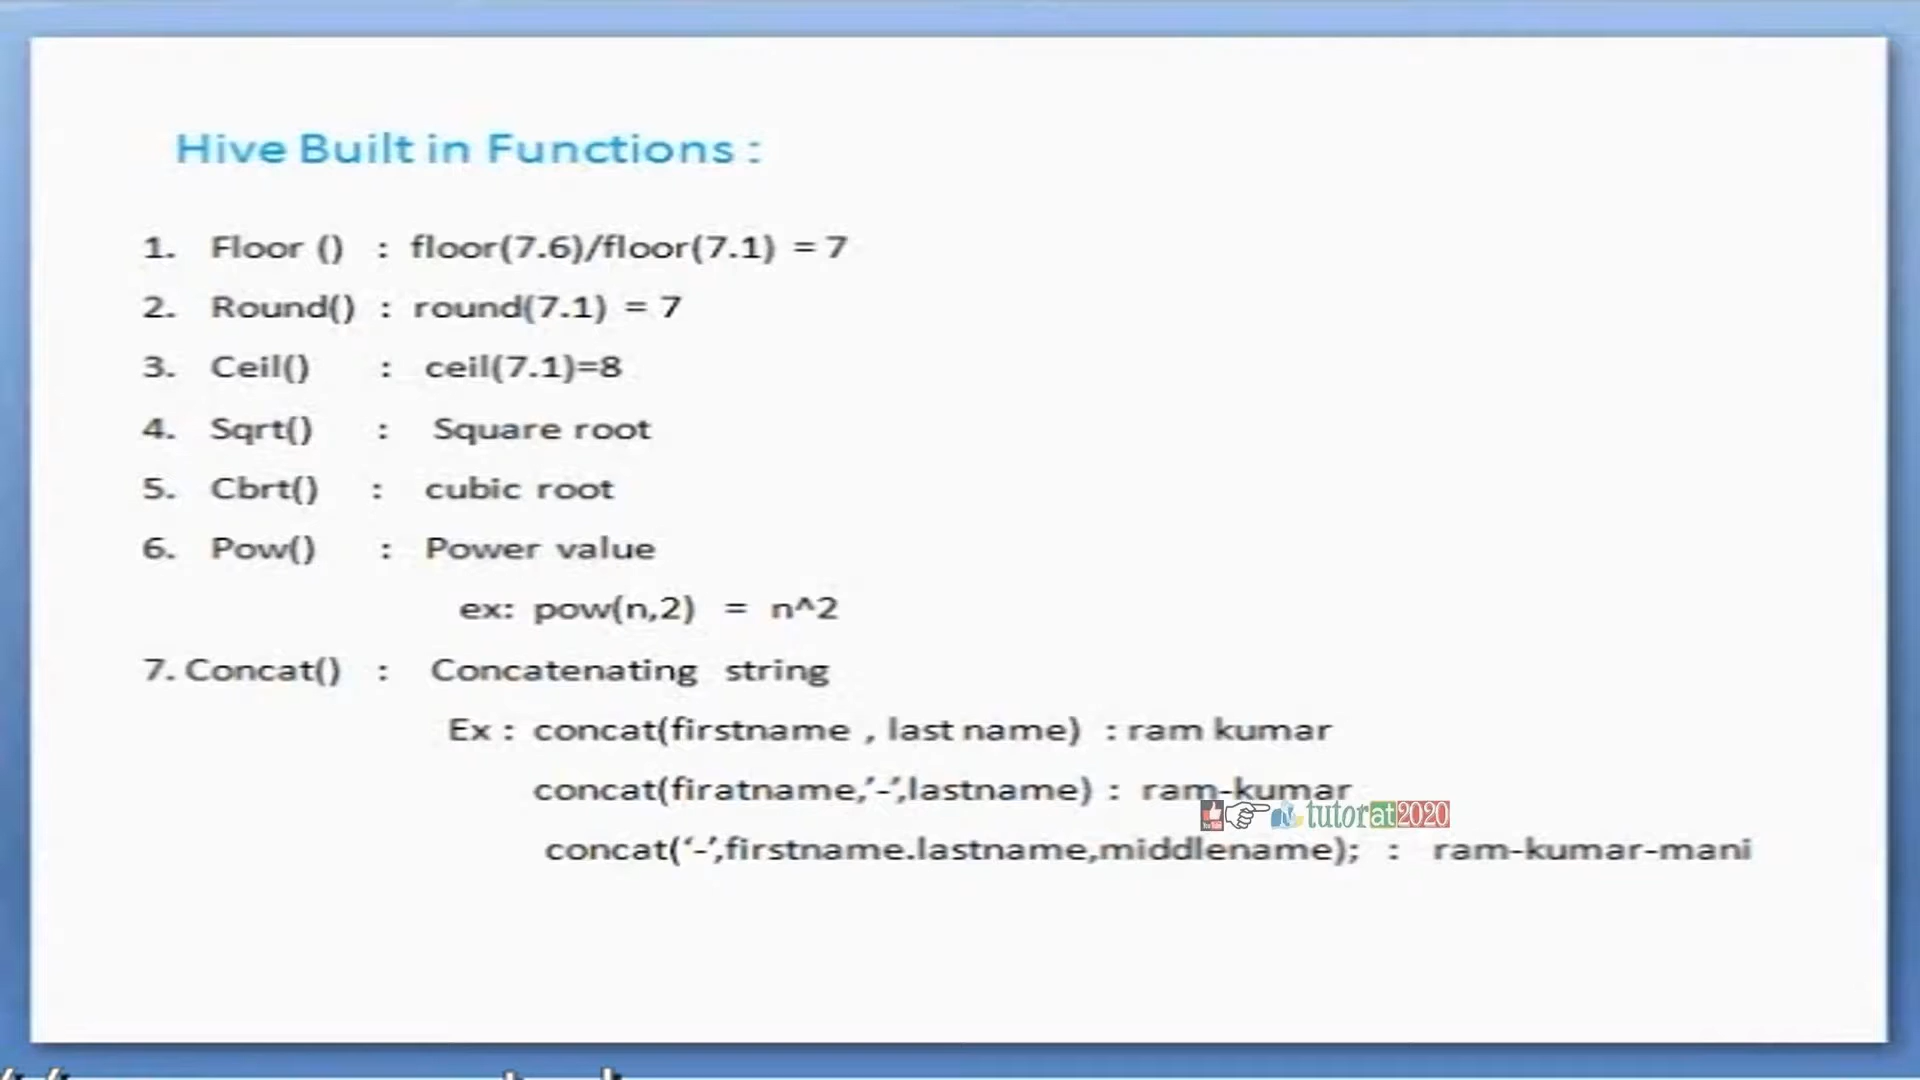 Hive Built in Functions :
1. Floor () : floor(7.6)/floor(7.1) = 7
2. Round() : round(7.1) = 7
3. Ceil() : ceil(7.1)=8
4. Sqrt() : Square root
5. Cbrt() : cubic root
6. Pow() : Power value
ex: pow(n,2) = n^2
7. Concat() : Concatenating string
Ex : concat(firstname , last name) : ram kumar
concat(firatname,’-’,lastname) : ram-kumar
tutorat2020
concat(‘-’,firstname.lastname,middlename); : ram-kumar-mani